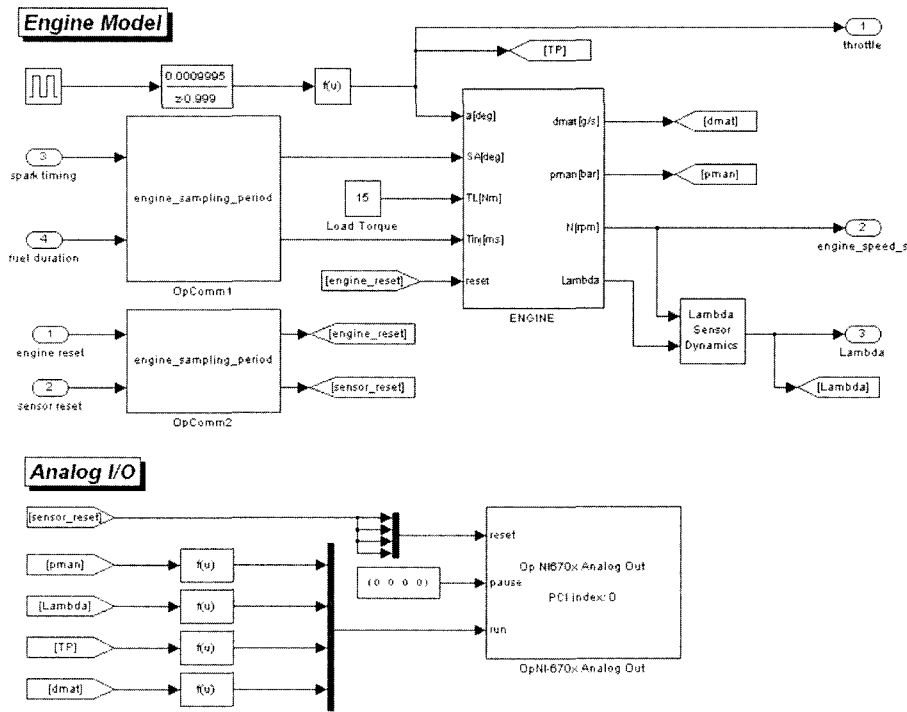 Engine Model
1
throttle
[TP]
0.0009995
z-0.999
f(u)
a[deg]
dmat[g/s]
[dmat]
3
spark timing
SA[deg]
engine_sampling_period
pman[bar]
[pman]
15
Load Torque
TL[Nm]
4
fuel duration
Tinj[ms]
N[rpm]
2
engine_speed_s
OpComm1
[engine_reset]
reset
Lambda
ENGINE
Lambda
Sensor
Dynamics
3
Lambda
[Lambda]
1
engine reset
engine_sampling_period
[engine_reset]
2
sensor reset
[sensor_reset]
OpComm2
Analog I/O
[sensor_reset]
reset
[pman]
f(u)
Op NI670x Analog Out
(0 0 0 0)
pause
PCI index: 0
[Lambda]
f(u)
run
[TP]
f(u)
OpNI-670x Analog Out
[dmat]
f(u)